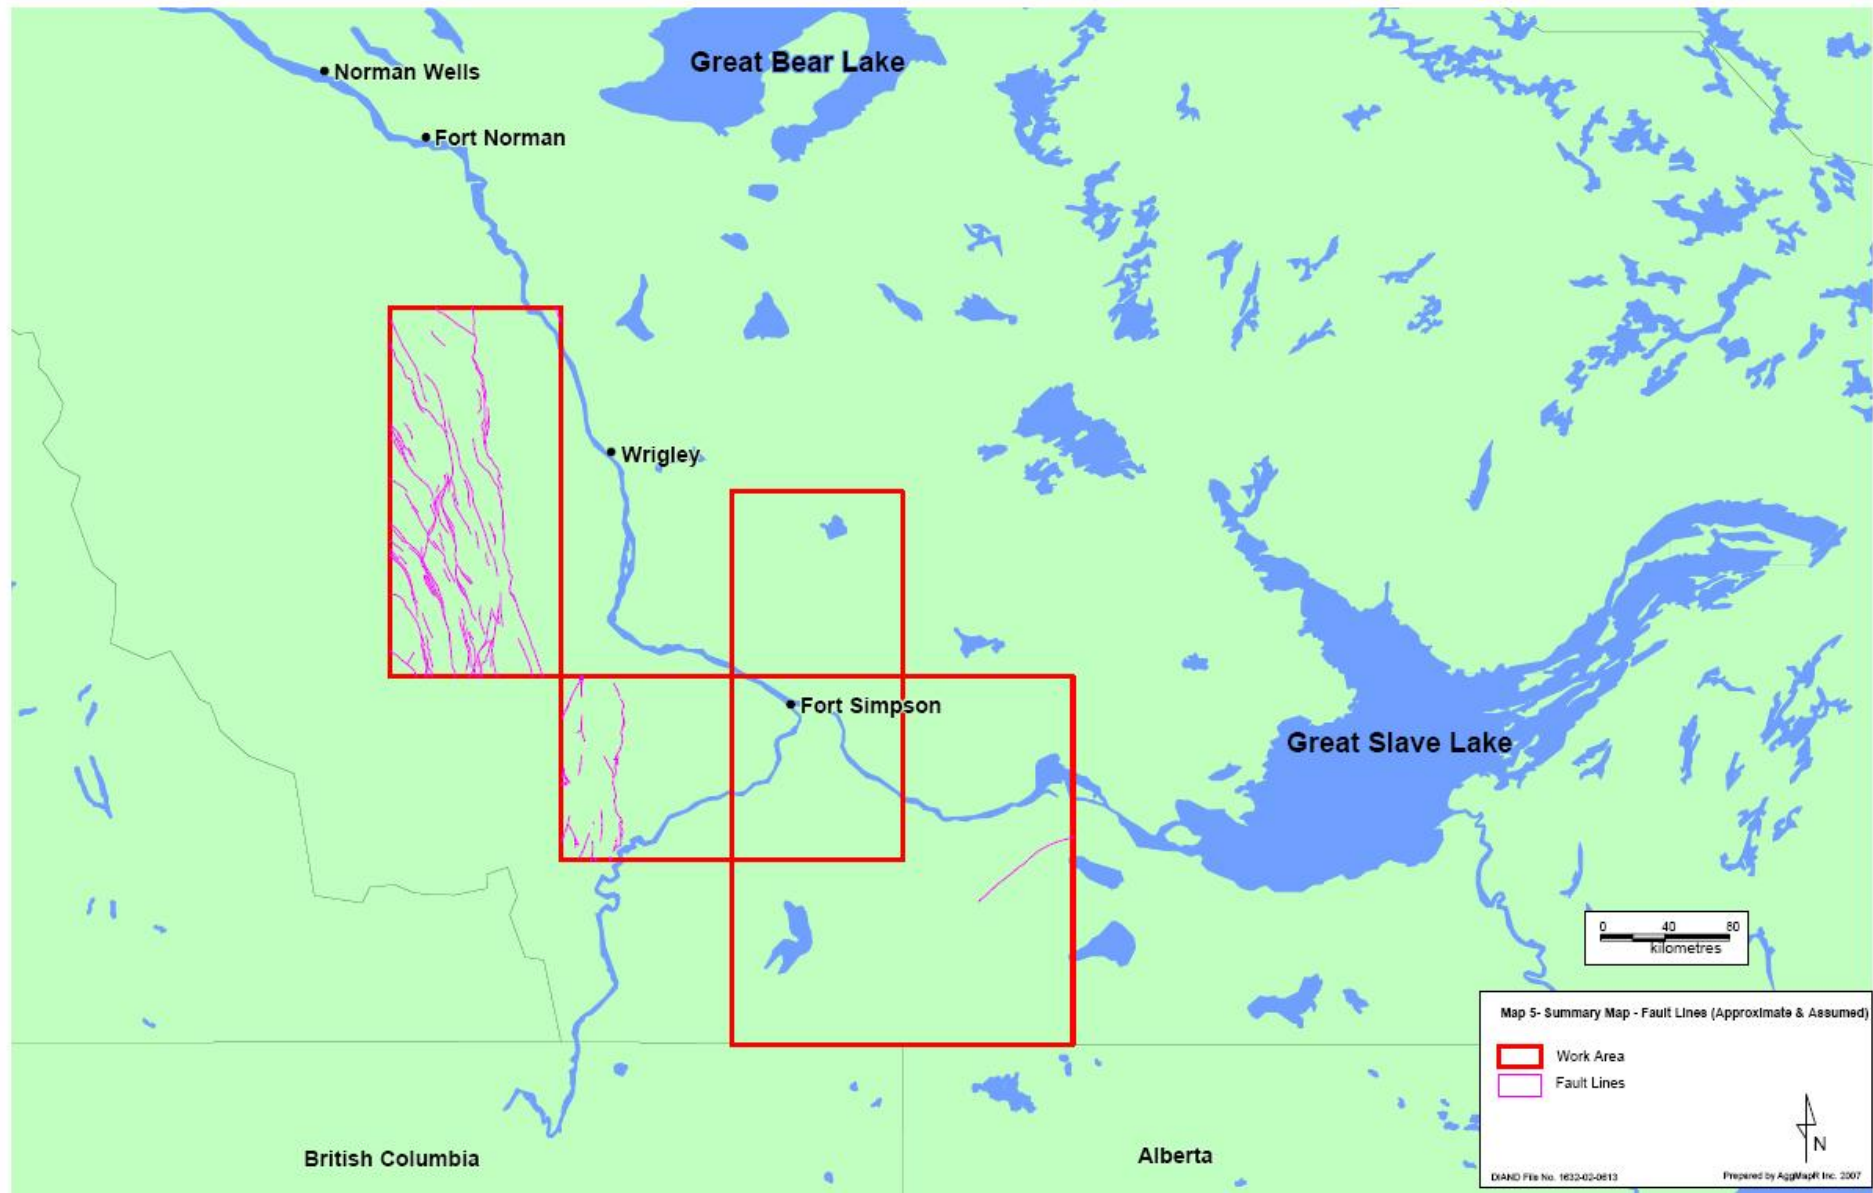 Great Bear Lake
Norman Wells
Fort Norman
Wrigley
Fort Simpson
Great Slave Lake
0 40 80
kilometres
Map 5- Summary Map - Fault Lines (Approximate & Assumed)
Work Area
Fault Lines
N
British Columbia
Alberta
DIAND File No. 1632-02-0613
Prepared by AggMapR Inc. 2007